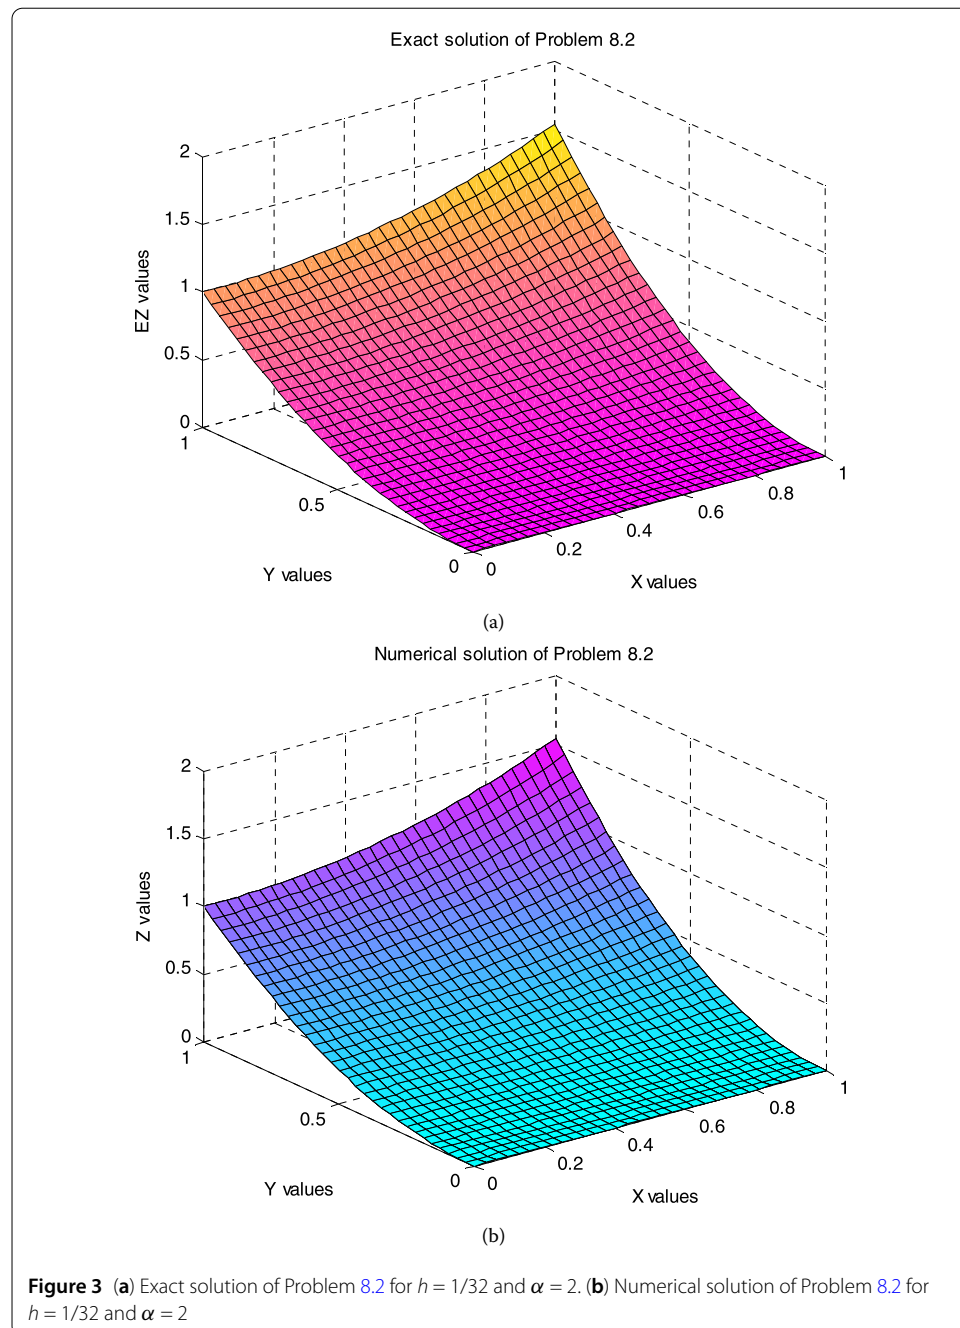 Exact solution of Problem 8.2
2
1.5
1
0.5
0
EZ values
1
0.5
0
Y values
0
0.2
0.4
0.6
0.8
1
X values
(a)
Numerical solution of Problem 8.2
2
1.5
1
0.5
0
Z values
1
0.5
0
Y values
0
0.2
0.4
0.6
0.8
1
X values
(b)
Figure 3 (a) Exact solution of Problem 8.2 for h = 1/32 and α = 2. (b) Numerical solution of Problem 8.2 for
h = 1/32 and α = 2